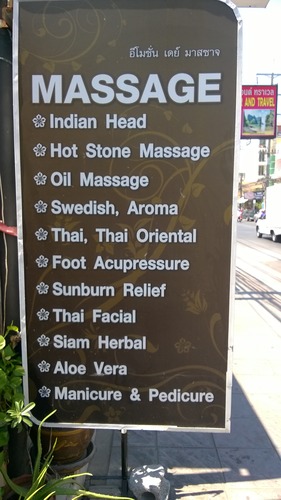 อีโมชั่น เดย์ มาสซาจ
MASSAGE
Indian Head
Hot Stone Massage
Oil Massage
Swedish, Aroma
Thai, Thai Oriental
Foot Acupressure
Sunburn Relief
Thai Facial
Siam Herbal
Aloe Vera
Manicure & Pedicure
AND TRAVEL